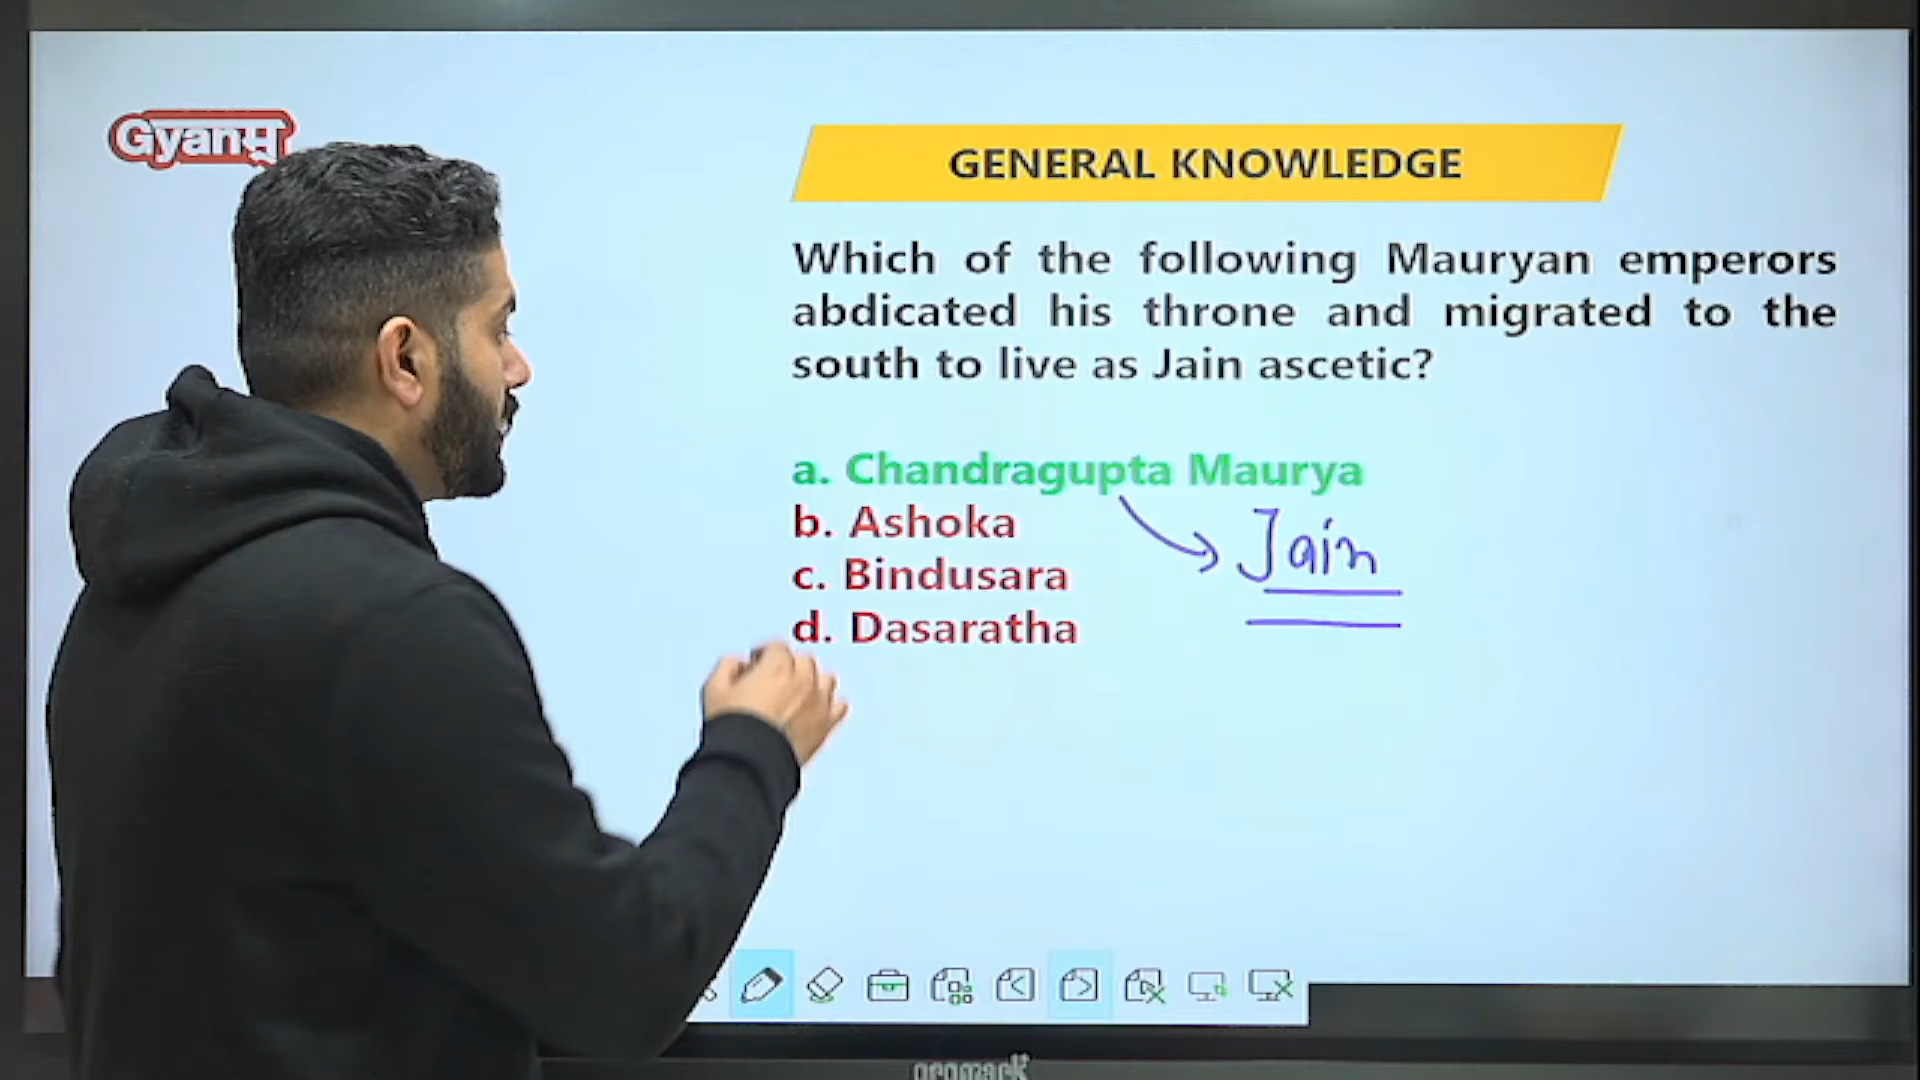 Gyanम्
GENERAL KNOWLEDGE
Which of the following Mauryan emperors
abdicated his throne and migrated to the
south to live as Jain ascetic?
a. Chandragupta Maurya
b. Ashoka
Jain
c. Bindusara
d. Dasaratha